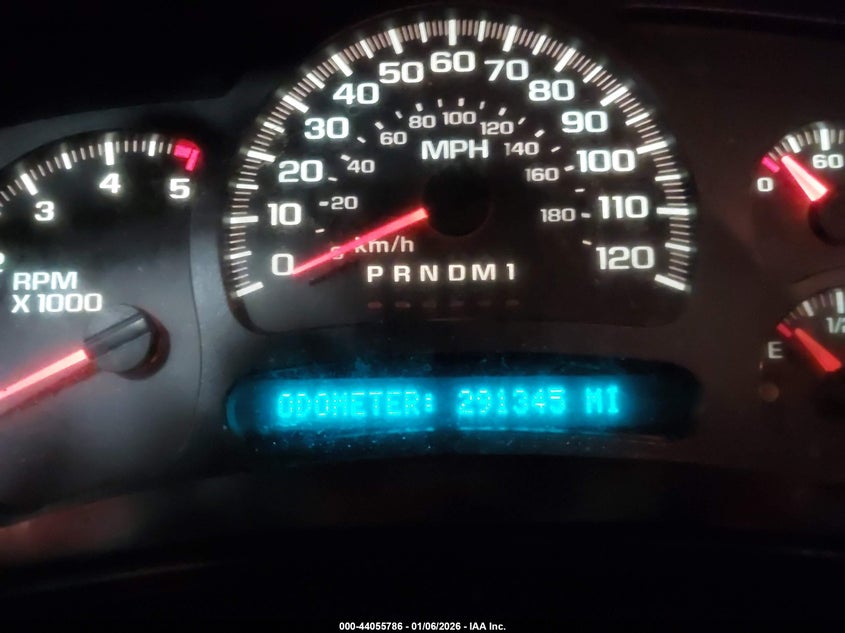 0 10 20 30 40 50 60 70 80 90 100 110 120
20 40 60 80 100 120 140 160 180
MPH
km/h
P R N D M 1
3 4 5
RPM
X 1000
0 60
E 1/2
ODOMETER: 291345 MI
000-44055786 - 01/06/2026 - IAA Inc.